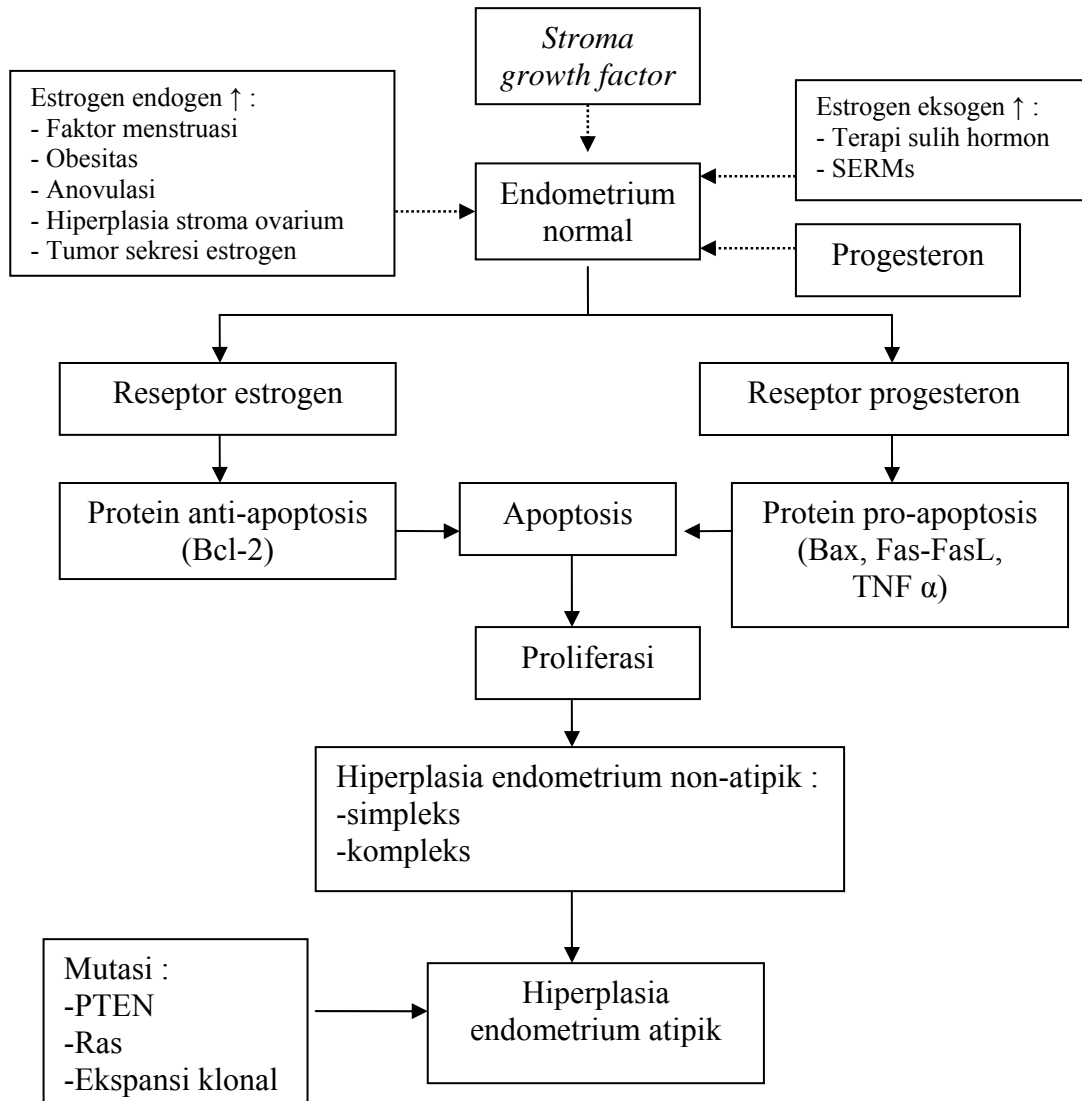 Stroma
growth factor
Estrogen endogen ↑ :
- Faktor menstruasi
- Obesitas
- Anovulasi
- Hiperplasia stroma ovarium
- Tumor sekresi estrogen
Estrogen eksogen ↑ :
- Terapi sulih hormon
- SERMs
Endometrium
normal
Progesteron
Reseptor estrogen
Reseptor progesteron
Protein anti-apoptosis
(Bcl-2)
Apoptosis
Protein pro-apoptosis
(Bax, Fas-FasL,
TNF α)
Proliferasi
Hiperplasia endometrium non-atipik :
-simpleks
-kompleks
Mutasi :
-PTEN
-Ras
-Ekspansi klonal
Hiperplasia
endometrium atipik